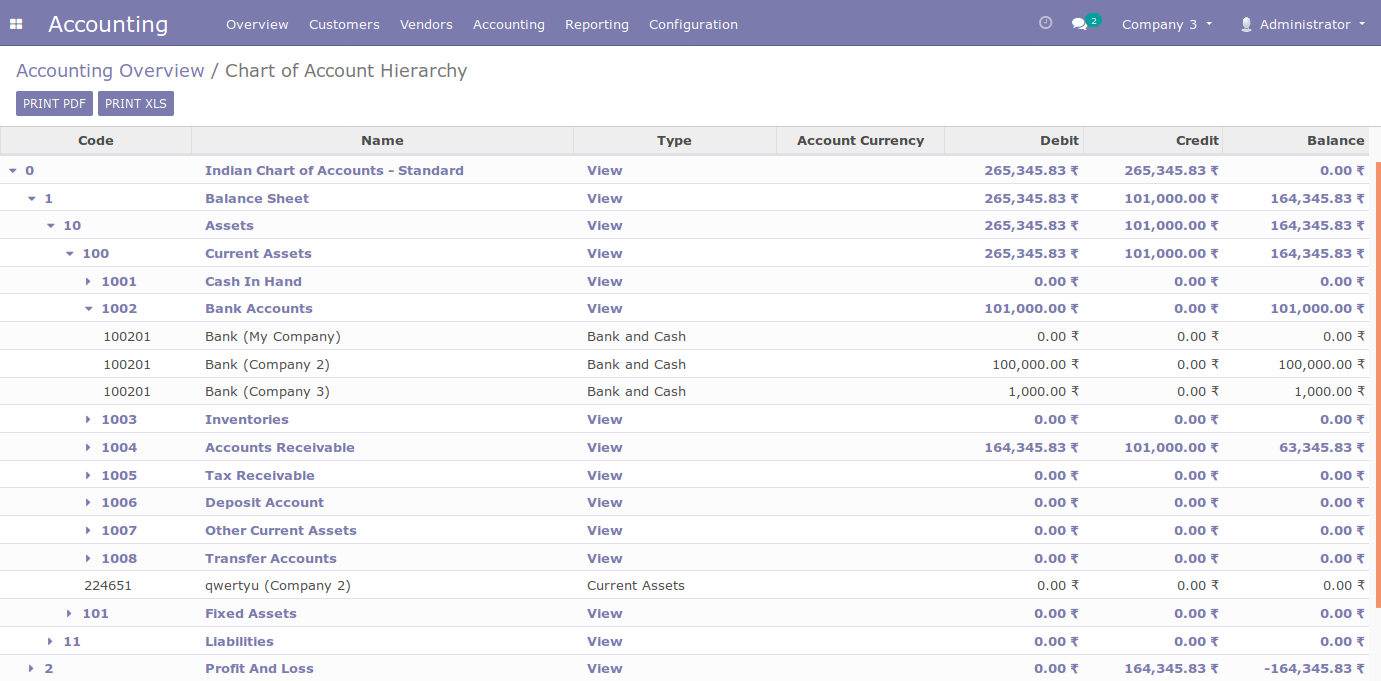 Accounting Overview Customers Vendors Accounting Reporting Configuration 2 Company 3 Administrator
Accounting Overview / Chart of Account Hierarchy
PRINT PDF PRINT XLS
Code Name Type Account Currency Debit Credit Balance
0 Indian Chart of Accounts - Standard View 265,345.83 ₹ 265,345.83 ₹ 0.00 ₹
1 Balance Sheet View 265,345.83 ₹ 101,000.00 ₹ 164,345.83 ₹
10 Assets View 265,345.83 ₹ 101,000.00 ₹ 164,345.83 ₹
100 Current Assets View 265,345.83 ₹ 101,000.00 ₹ 164,345.83 ₹
1001 Cash In Hand View 0.00 ₹ 0.00 ₹ 0.00 ₹
1002 Bank Accounts View 101,000.00 ₹ 0.00 ₹ 101,000.00 ₹
100201 Bank (My Company) Bank and Cash 0.00 ₹ 0.00 ₹ 0.00 ₹
100201 Bank (Company 2) Bank and Cash 100,000.00 ₹ 0.00 ₹ 100,000.00 ₹
100201 Bank (Company 3) Bank and Cash 1,000.00 ₹ 0.00 ₹ 1,000.00 ₹
1003 Inventories View 0.00 ₹ 0.00 ₹ 0.00 ₹
1004 Accounts Receivable View 164,345.83 ₹ 101,000.00 ₹ 63,345.83 ₹
1005 Tax Receivable View 0.00 ₹ 0.00 ₹ 0.00 ₹
1006 Deposit Account View 0.00 ₹ 0.00 ₹ 0.00 ₹
1007 Other Current Assets View 0.00 ₹ 0.00 ₹ 0.00 ₹
1008 Transfer Accounts View 0.00 ₹ 0.00 ₹ 0.00 ₹
224651 qwertyu (Company 2) Current Assets 0.00 ₹ 0.00 ₹ 0.00 ₹
101 Fixed Assets View 0.00 ₹ 0.00 ₹ 0.00 ₹
11 Liabilities View 0.00 ₹ 0.00 ₹ 0.00 ₹
2 Profit And Loss View 0.00 ₹ 164,345.83 ₹ -164,345.83 ₹